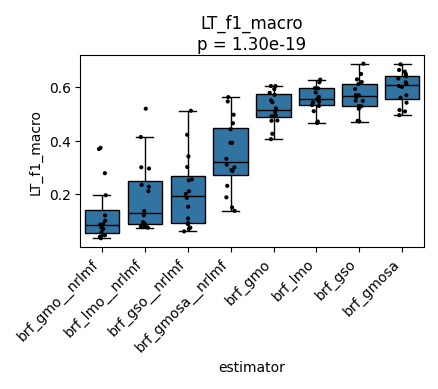 LT_f1_macro
p = 1.30e-19
LT_f1_macro
0.6
0.4
0.2
brf_gmo__nrlmf
brf_lmo__nrlmf
brf_gso__nrlmf
brf_gmosa__nrlmf
brf_gmo
brf_lmo
brf_gso
brf_gmosa
estimator